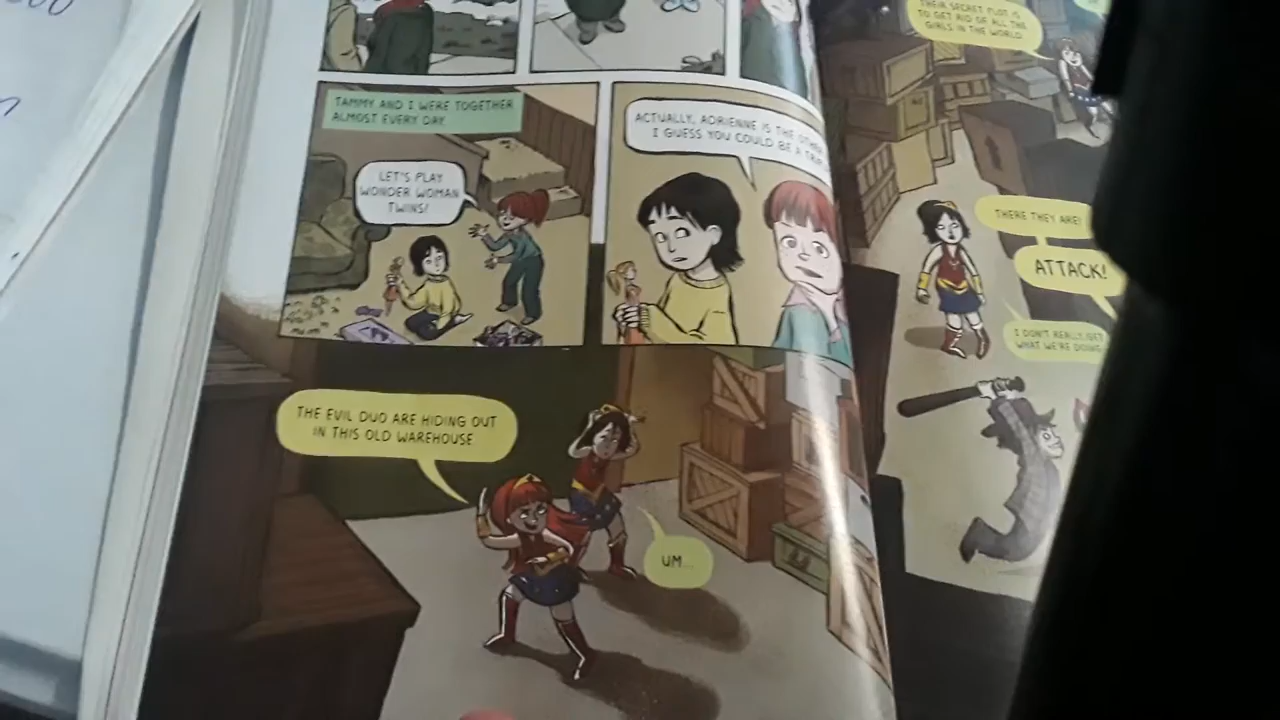 TAMMY AND I WERE TOGETHER
ALMOST EVERY DAY.
LET'S PLAY
WONDER WOMAN
TWINS!
ACTUALLY, ADRIENNE IS THE OTHER
I GUESS YOU COULD BE A
THE EVIL DUO ARE HIDING OUT
IN THIS OLD WAREHOUSE
UM...
THEIR SECRET PLOT IS
TO GET RID OF ALL THE
GIRLS IN THE WORLD.
THERE THEY ARE!
ATTACK!
I DON'T REALLY GET
WHAT WE'RE DOING